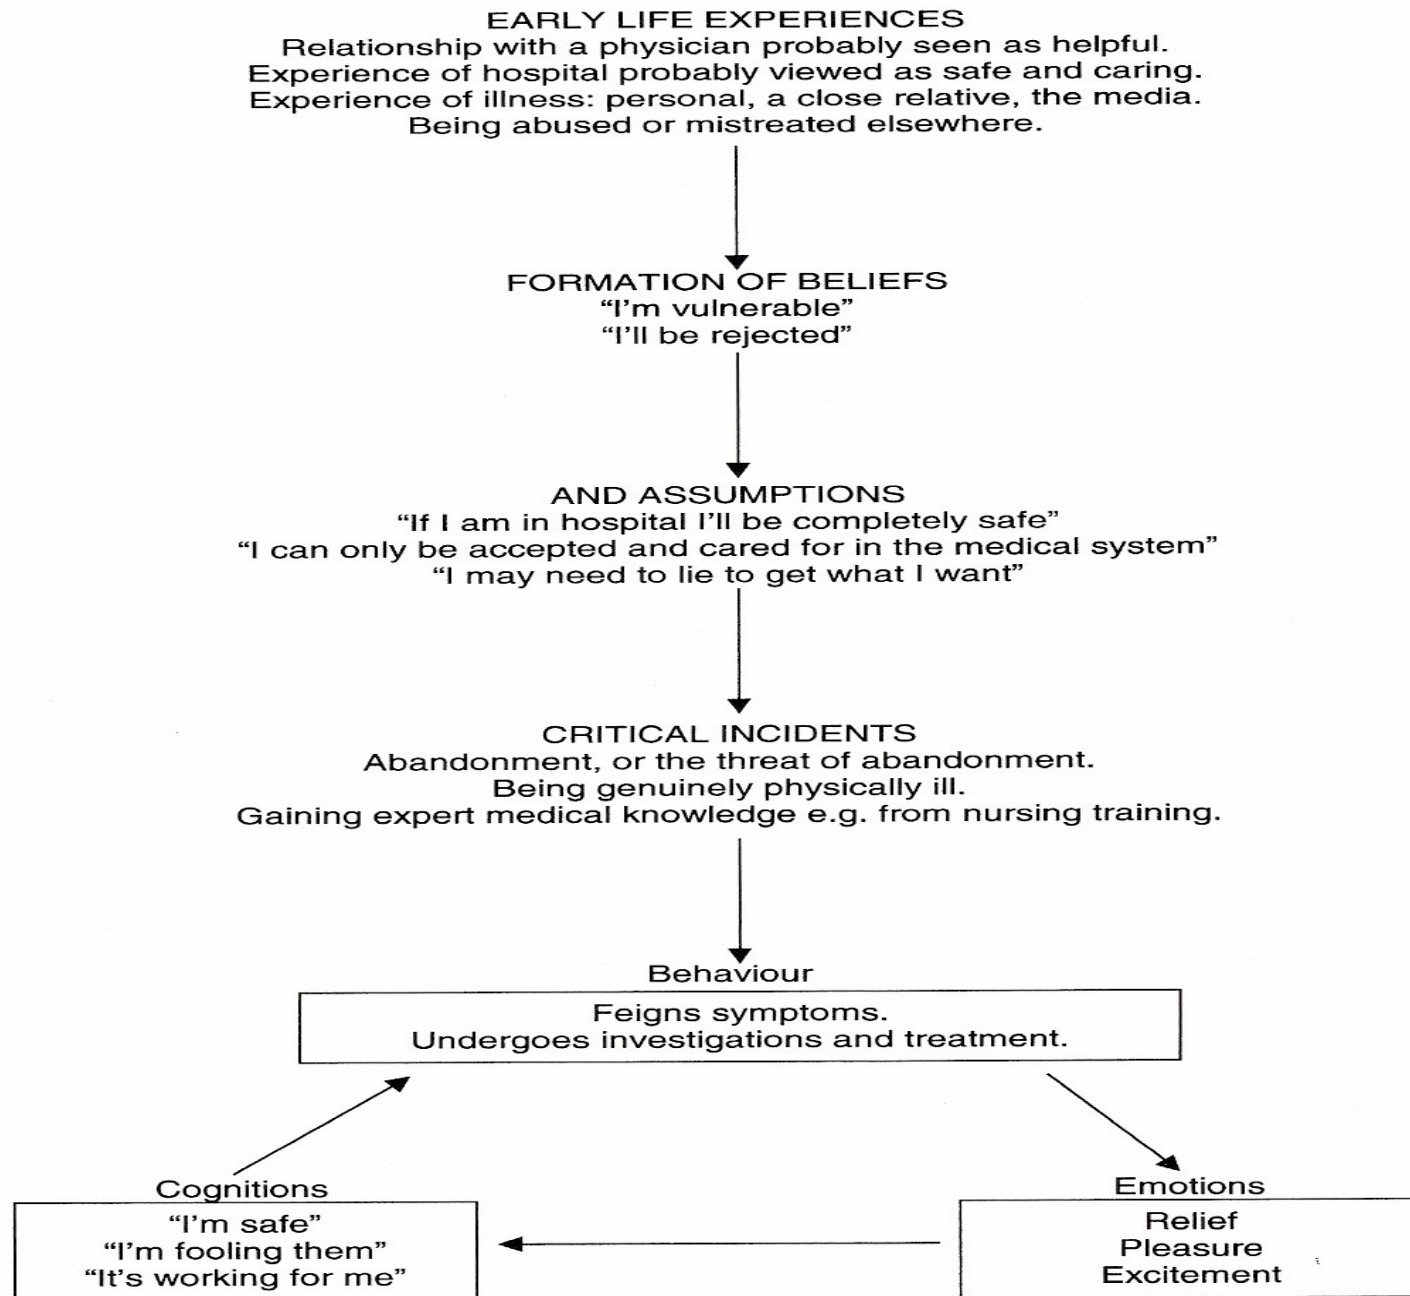 EARLY LIFE EXPERIENCES
Relationship with a physician probably seen as helpful.
Experience of hospital probably viewed as safe and caring.
Experience of illness: personal, a close relative, the media.
Being abused or mistreated elsewhere.
FORMATION OF BELIEFS
“I’m vulnerable”
“I’ll be rejected”
AND ASSUMPTIONS
“If I am in hospital I’ll be completely safe”
“I can only be accepted and cared for in the medical system”
“I may need to lie to get what I want”
CRITICAL INCIDENTS
Abandonment, or the threat of abandonment.
Being genuinely physically ill.
Gaining expert medical knowledge e.g. from nursing training.
Behaviour
Feigns symptoms.
Undergoes investigations and treatment.
Cognitions
“I’m safe”
“I’m fooling them”
“It’s working for me”
Emotions
Relief
Pleasure
Excitement